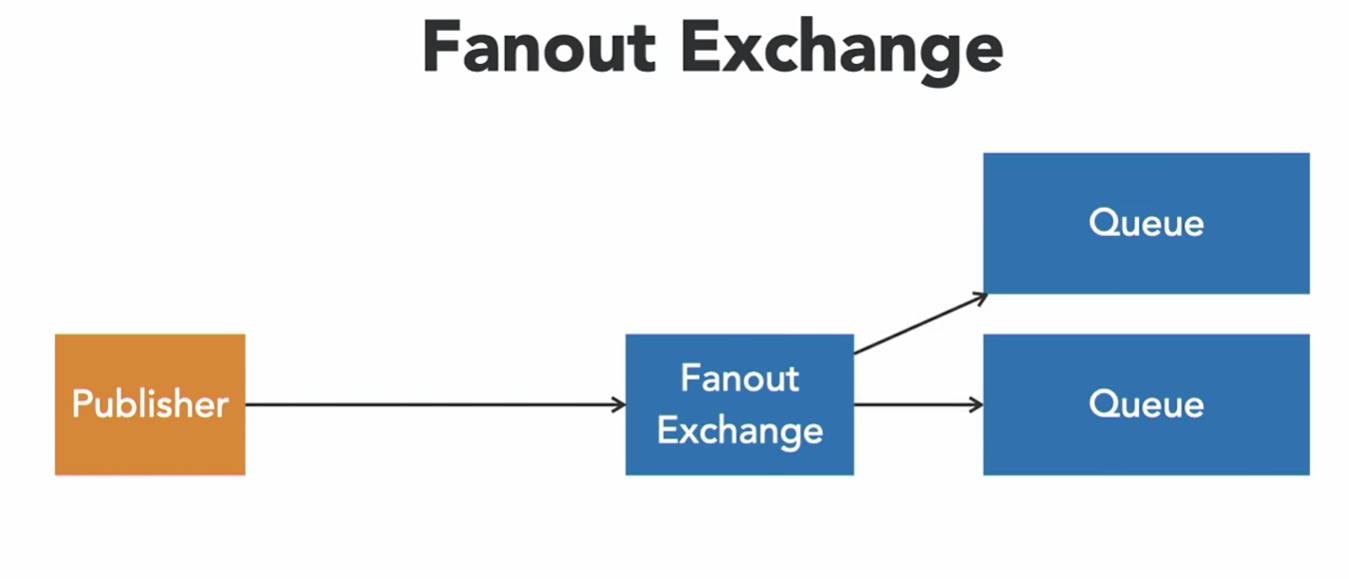 Fanout Exchange
Queue
Publisher
Fanout
Exchange
Queue